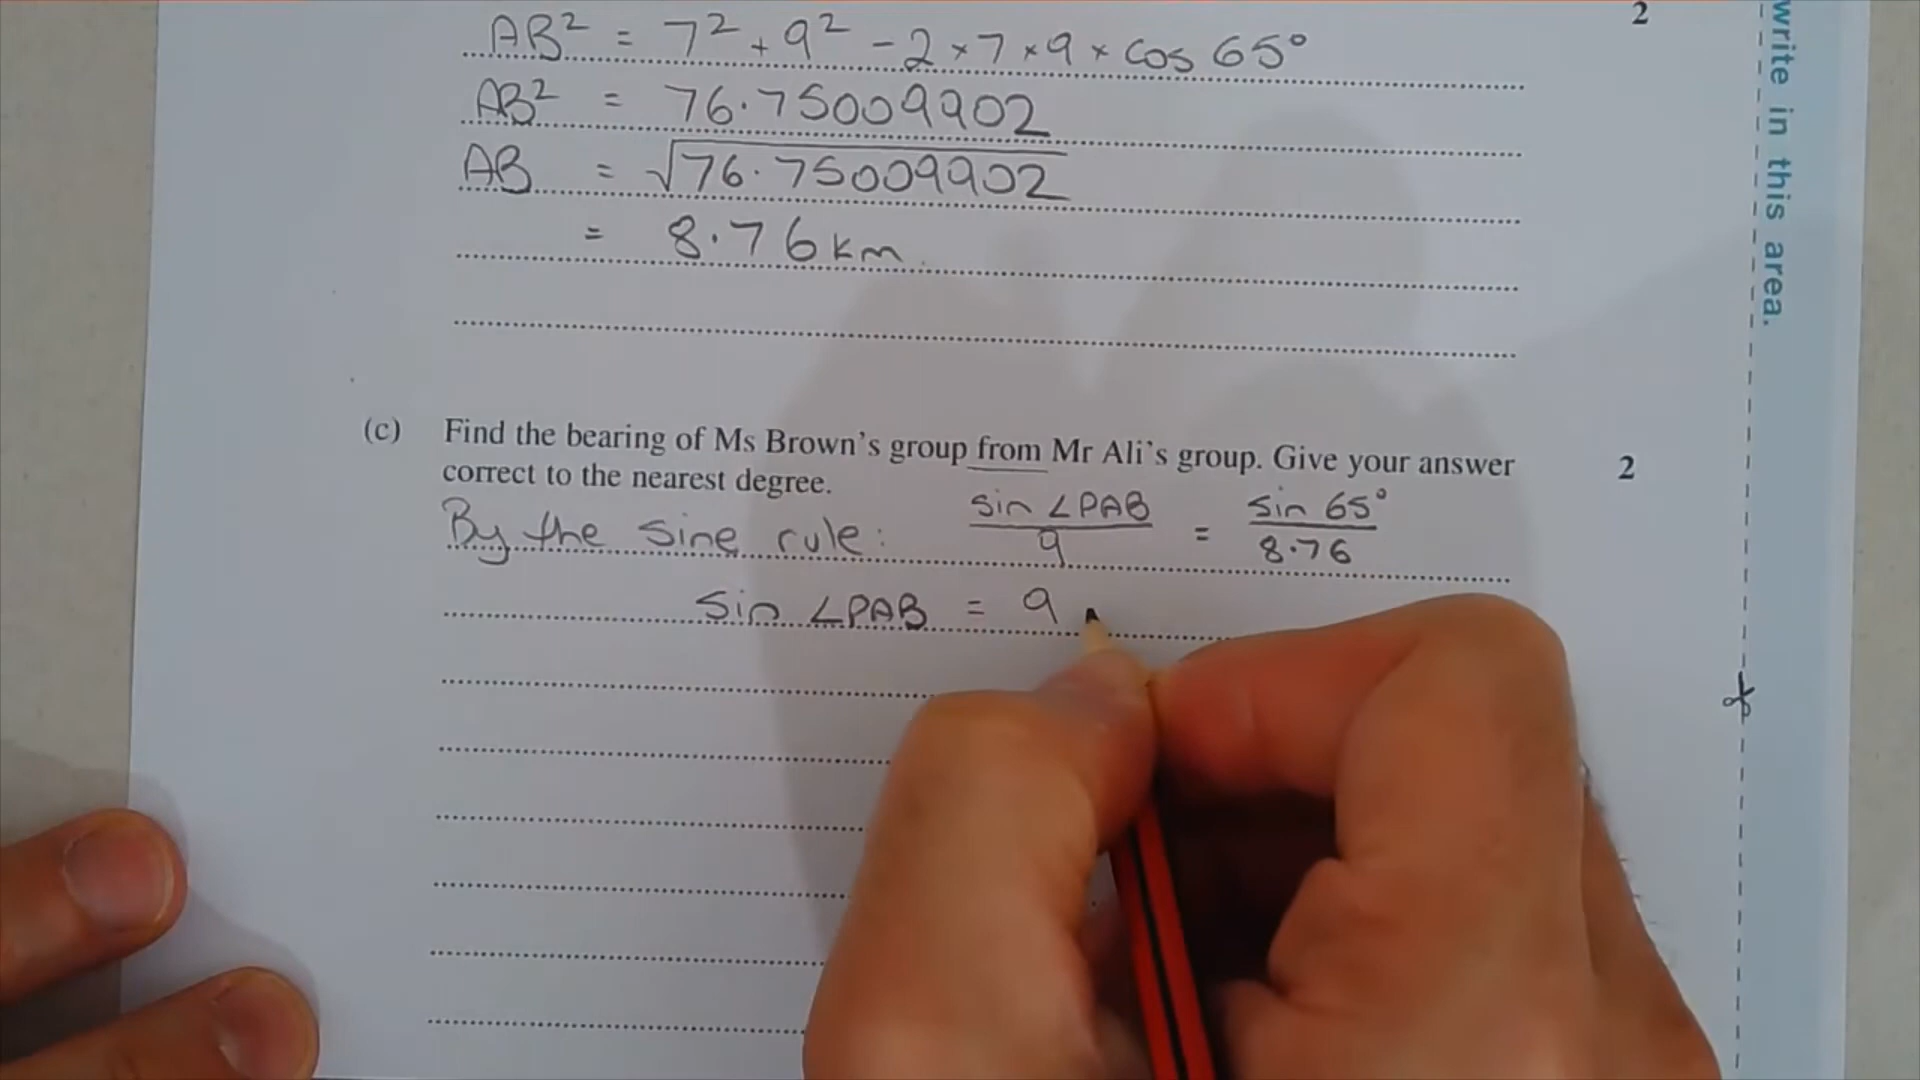 2
AB² = 7² + 9² - 2 × 7 × 9 × cos 65°
AB² = 76.75009902
AB = √76.75009902
= 8.76 km
write in this area.
(c) Find the bearing of Ms Brown's group from Mr Ali's group. Give your answer 2
correct to the nearest degree.
By the sine rule: sin ∠PAB / 9 = sin 65° / 8.76
sin ∠PAB = 9